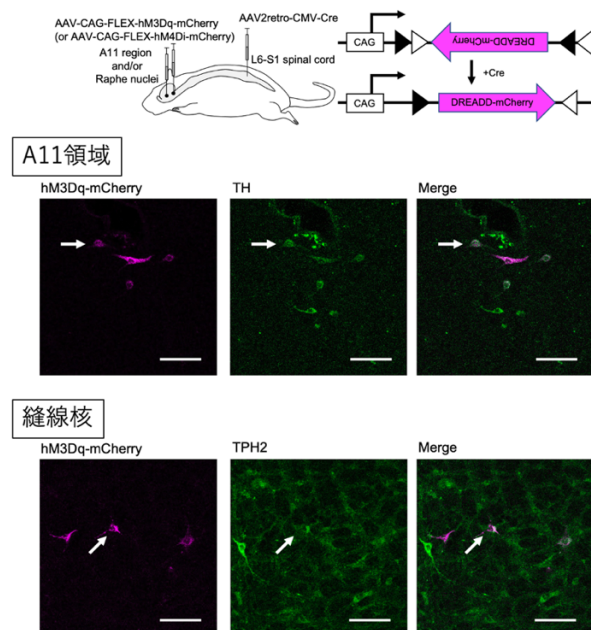 AAV-CAG-FLEX-hM3Dq-mCherry
(or AAV-CAG-FLEX-hM4Di-mCherry)
A11 region
and/or
Raphe nuclei
AAV2retro-CMV-Cre
L6-S1 spinal cord
CAG
DREADD-mCherry
+Cre
CAG
DREADD-mCherry
A11領域
hM3Dq-mCherry
TH
Merge
縫線核
hM3Dq-mCherry
TPH2
Merge